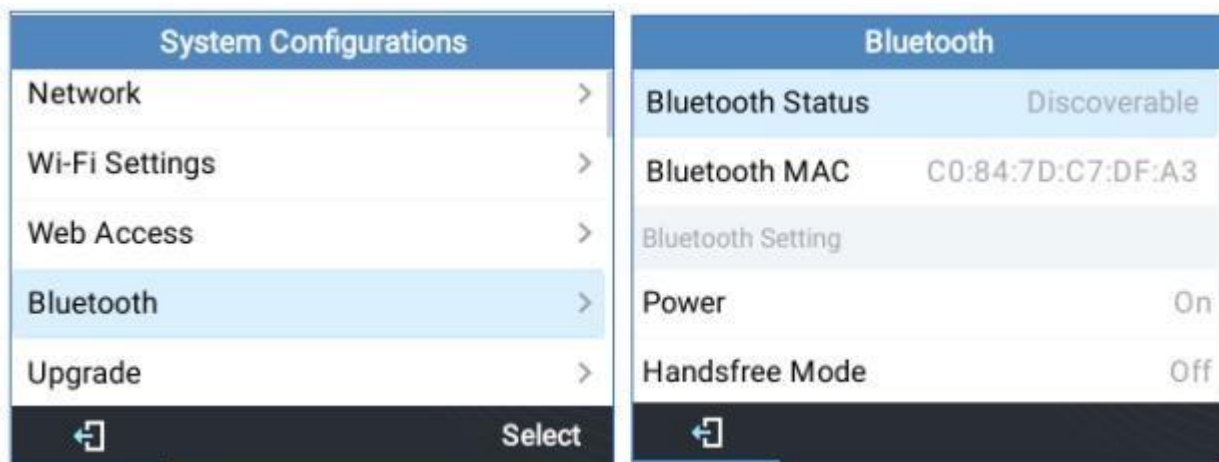 System Configurations
Network
Wi-Fi Settings
Web Access
Bluetooth
Upgrade
Select
Bluetooth
Bluetooth Status Discoverable
Bluetooth MAC C0:84:7D:C7:DF:A3
Bluetooth Setting
Power On
Handsfree Mode Off